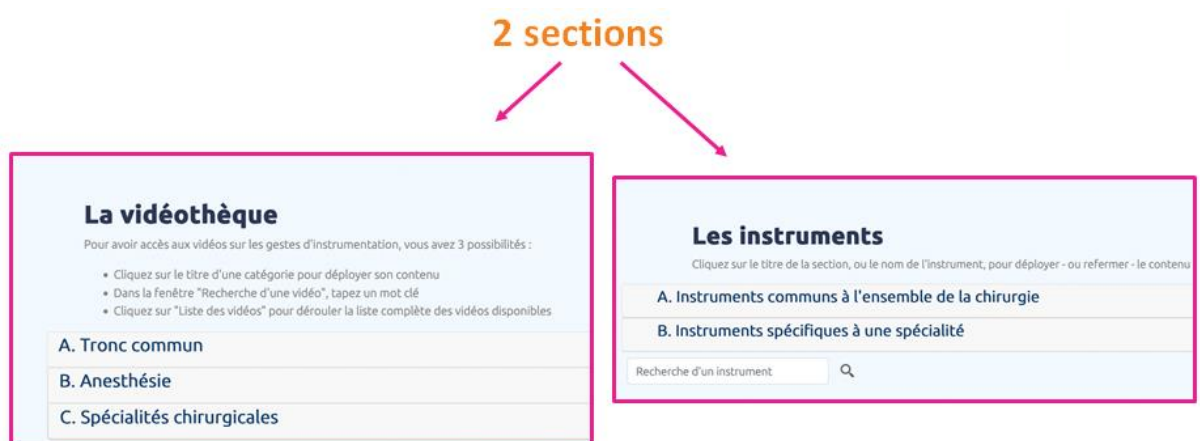 2 sections
La vidéothèque
Pour avoir accès aux vidéos sur les gestes d'instrumentation, vous avez 3 possibilités :
• Cliquez sur le titre d'une catégorie pour déployer son contenu
• Dans la fenêtre "Recherche d'une vidéo", tapez un mot clé
• Cliquez sur "Liste des vidéos" pour dérouler la liste complète des vidéos disponibles
A. Tronc commun
B. Anesthésie
C. Spécialités chirurgicales
Les instruments
Cliquez sur le titre de la section, ou le nom de l'instrument, pour déployer - ou refermer - le contenu
A. Instruments communs à l'ensemble de la chirurgie
B. Instruments spécifiques à une spécialité
Recherche d'un instrument